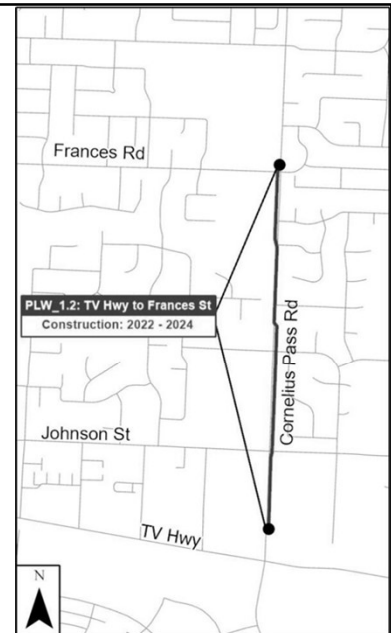 Frances Rd
PLW_1.2: TV Hwy to Frances St
Construction: 2022 - 2024
Cornelius Pass Rd
Johnson St
TV Hwy
N